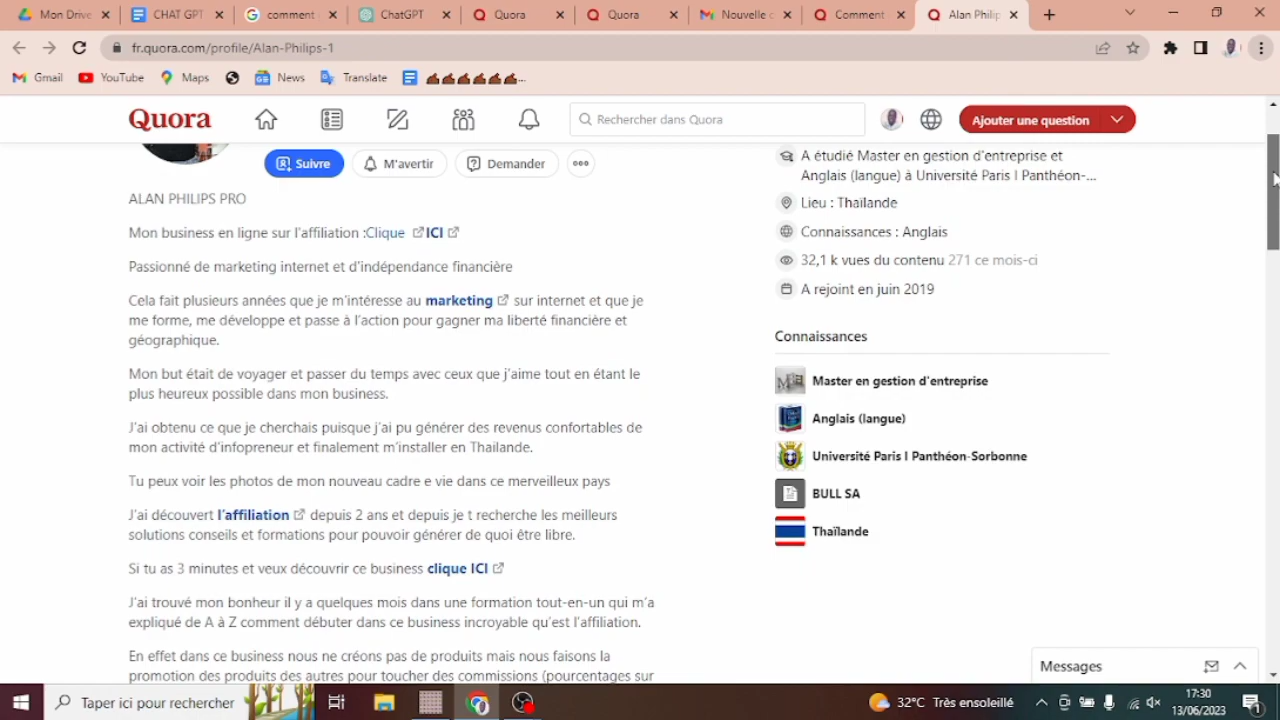 Mon Drive
CHAT GPT
comment
ChatGPT
Quora
Quora
Nouvelle c
Comment
Alan Philip
fr.quora.com/profile/Alan-Philips-1
Gmail
YouTube
Maps
News
Translate
Quora
Rechercher dans Quora
Ajouter une question
Suivre
M'avertir
Demander
ALAN PHILIPS PRO
Mon business en ligne sur l'affiliation :Clique ICI
Passionné de marketing internet et d'indépendance financière
Cela fait plusieurs années que je m'intéresse au marketing sur internet et que je
me forme, me développe et passe à l'action pour gagner ma liberté financière et
géographique.
Mon but était de voyager et passer du temps avec ceux que j'aime tout en étant le
plus heureux possible dans mon business.
J'ai obtenu ce que je cherchais puisque j'ai pu générer des revenus confortables de
mon activité d'infopreneur et finalement m'installer en Thaïlande.
Tu peux voir les photos de mon nouveau cadre e vie dans ce merveilleux pays
J'ai découvert l'affiliation depuis 2 ans et depuis je t recherche les meilleurs
solutions conseils et formations pour pouvoir générer de quoi être libre.
Si tu as 3 minutes et veux découvrir ce business clique ICI
J'ai trouvé mon bonheur il y a quelques mois dans une formation tout-en-un qui m'a
expliqué de A à Z comment débuter dans ce business incroyable qu'est l'affiliation.
En effet dans ce business nous ne créons pas de produits mais nous faisons la
promotion des produits des autres pour toucher des commissions (pourcentages sur
A étudié Master en gestion d'entreprise et
Anglais (langue) à Université Paris I Panthéon-...
Lieu : Thaïlande
Connaissances : Anglais
32,1 k vues du contenu 271 ce mois-ci
A rejoint en juin 2019
Connaissances
Master en gestion d'entreprise
Anglais (langue)
Université Paris I Panthéon-Sorbonne
BULL SA
Thaïlande
Messages
Taper ici pour rechercher
32°C Très ensoleillé
17:30
13/06/2023